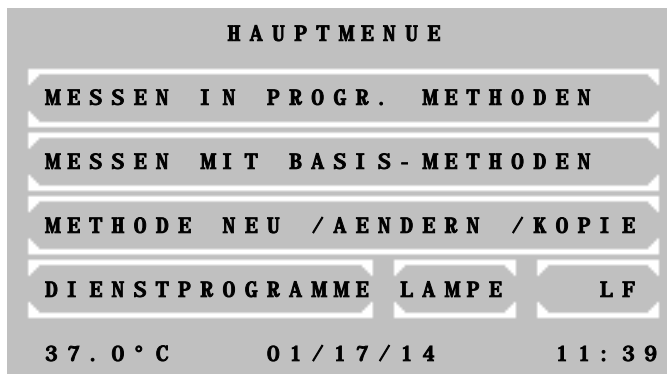 HAUPTMENUE
MESSEN IN PROGR. METHODEN
MESSEN MIT BASIS-METHODEN
METHODE NEU /AENDERN /KOPIE
DIENSTPROGRAMME LAMPE LF
37.0°C 01/17/14 11:39